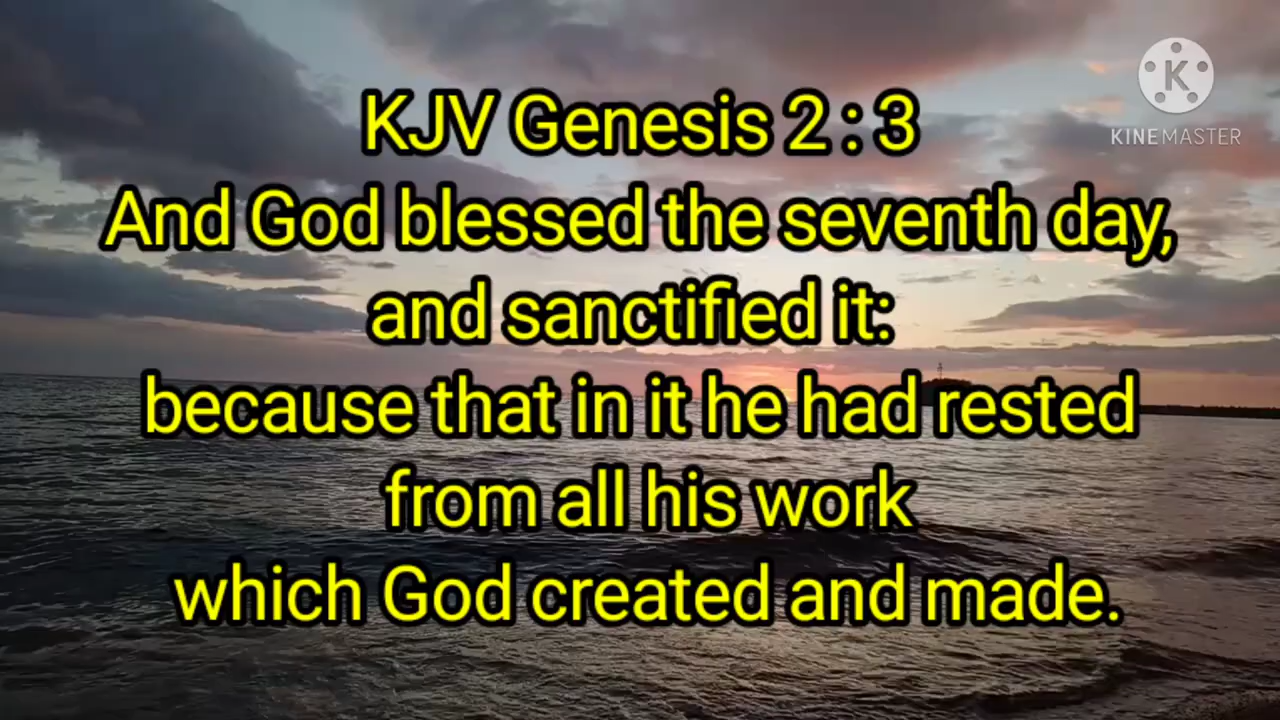 KJV Genesis 2 : 3
And God blessed the seventh day,
and sanctified it:
because that in it he had rested
from all his work
which God created and made.
K
KINEMASTER